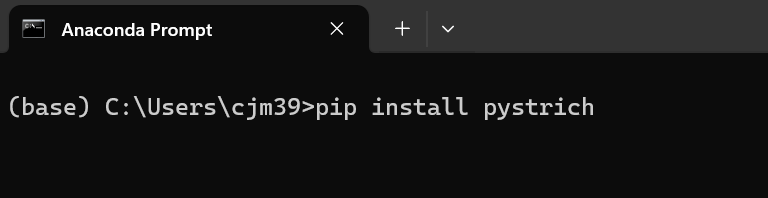 Anaconda Prompt
(base) C:\Users\cjm39>pip install pystrich